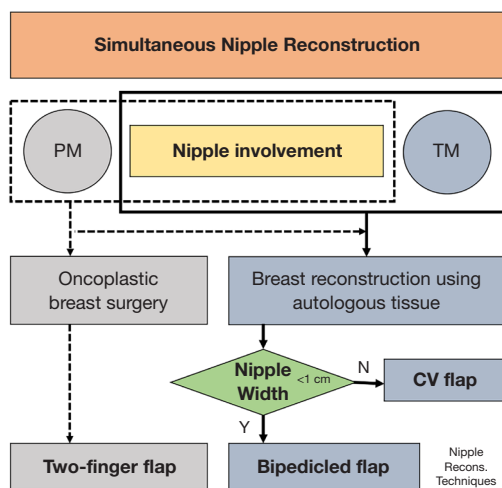 Simultaneous Nipple Reconstruction
PM
Nipple involvement
TM
Oncoplastic
breast surgery
Breast reconstruction using
autologous tissue
Nipple
Width
<1 cm
N
CV flap
Y
Two-finger flap
Bipedicled flap
Nipple
Recons.
Techniques